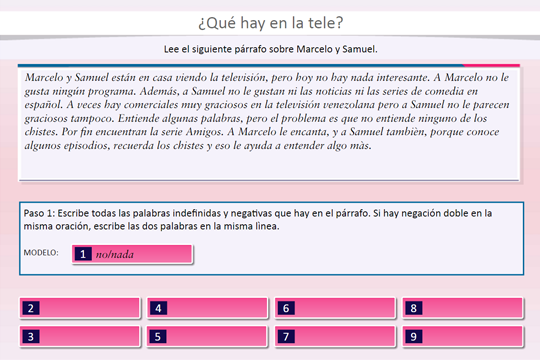 ¿Qué hay en la tele?
Lee el siguiente párrafo sobre Marcelo y Samuel.
Marcelo y Samuel están en casa viendo la televisión, pero hoy no hay nada interesante. A Marcelo no le
gusta ningún programa. Además, a Samuel no le gustan ni las noticias ni las series de comedia en
español. A veces hay comerciales muy graciosos en la televisión venezolana pero a Samuel no le parecen
graciosos tampoco. Entiende algunas palabras, pero el problema es que no entiende ninguno de los
chistes. Por fin encuentran la serie Amigos. A Marcelo le encanta, y a Samuel tambièn, porque conoce
algunos episodios, recuerda los chistes y eso le ayuda a entender algo màs.
Paso 1: Escribe todas las palabras indefinidas y negativas que hay en el párrafo. Si hay negación doble en la
misma oración, escribe las dos palabras en la misma lìnea.
MODELO: 1 no/nada
2 4 6 8
3 5 7 9